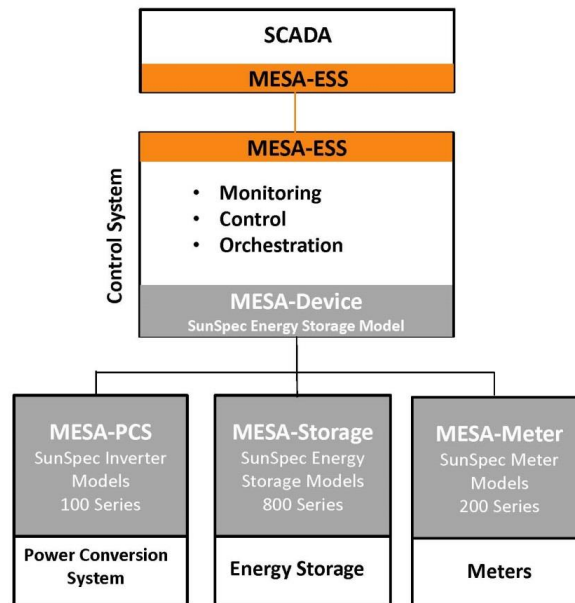 SCADA
MESA-ESS
MESA-ESS
Control System
• Monitoring
• Control
• Orchestration
MESA-Device
SunSpec Energy Storage Model
MESA-PCS
SunSpec Inverter
Models
100 Series
Power Conversion
System
MESA-Storage
SunSpec Energy
Storage Models
800 Series
Energy Storage
MESA-Meter
SunSpec Meter
Models
200 Series
Meters